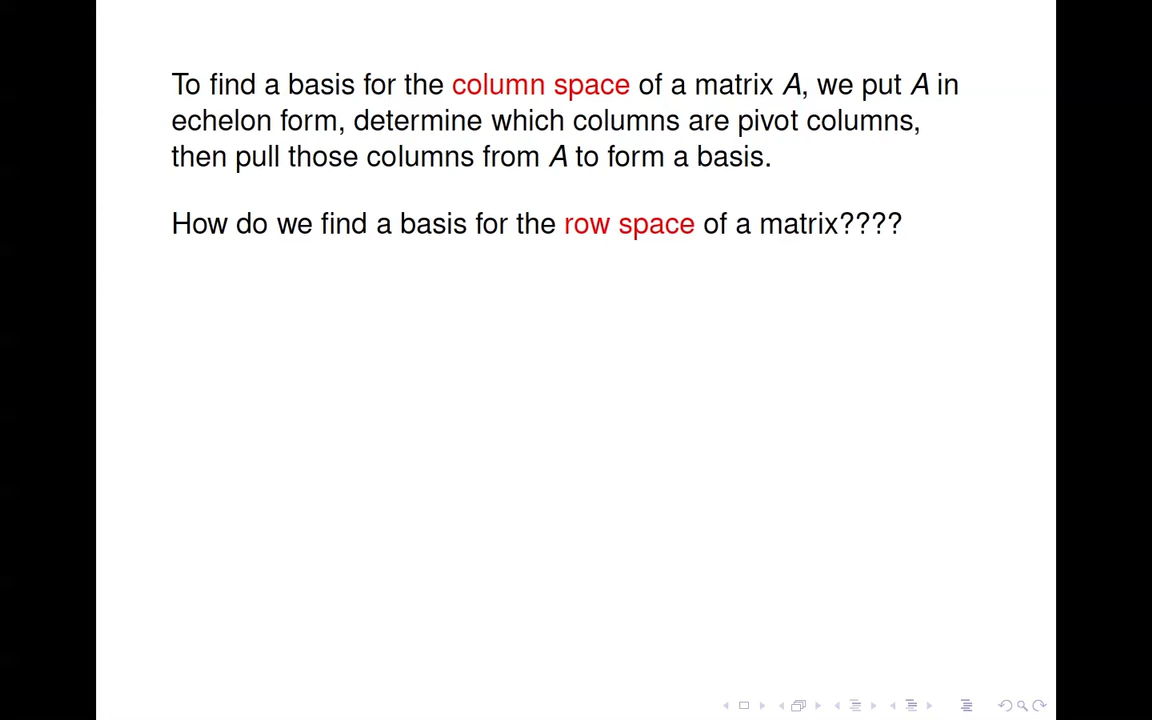 To find a basis for the column space of a matrix A, we put A in
echelon form, determine which columns are pivot columns,
then pull those columns from A to form a basis.
How do we find a basis for the row space of a matrix????